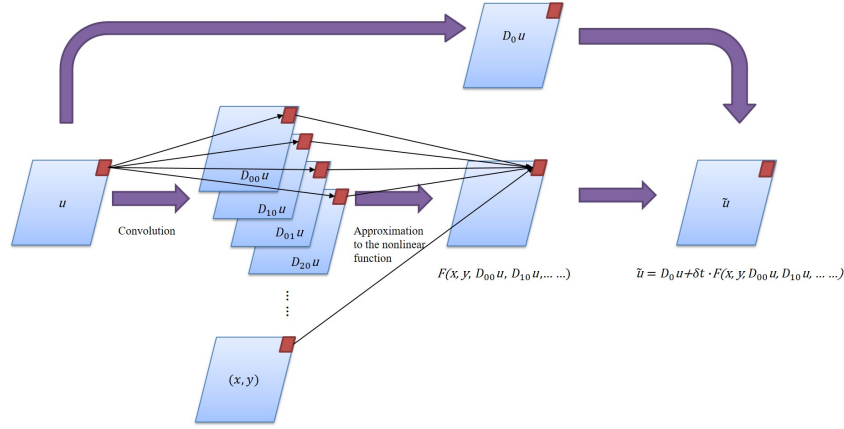 D₀u
D₀₀u
u
D₁₀u
ũ
Convolution
D₀₁u
Approximation
to the nonlinear
function
D₂₀u
F(x, y, D₀₀u, D₁₀u,... ...)
ũ = D₀u+δt · F(x, y, D₀₀u, D₁₀u, ... ...)
⋮
(x, y)